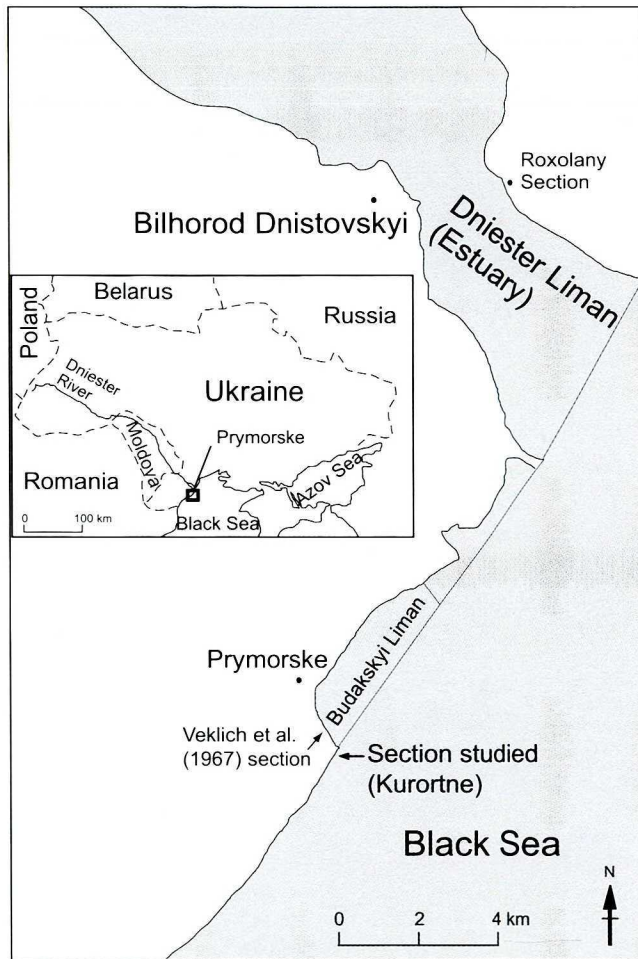 Roxolany
Section
Bilhorod Dnistovskyi
Dniester Liman
(Estuary)
Poland
Belarus
Russia
Dniester
River
Ukraine
Moldova
Prymorske
Romania
Azov Sea
0 100 km
Black Sea
Budakskyi Liman
Prymorske
Veklich et al.
(1967) section
Section studied
(Kurortne)
Black Sea
N
0 2 4 km